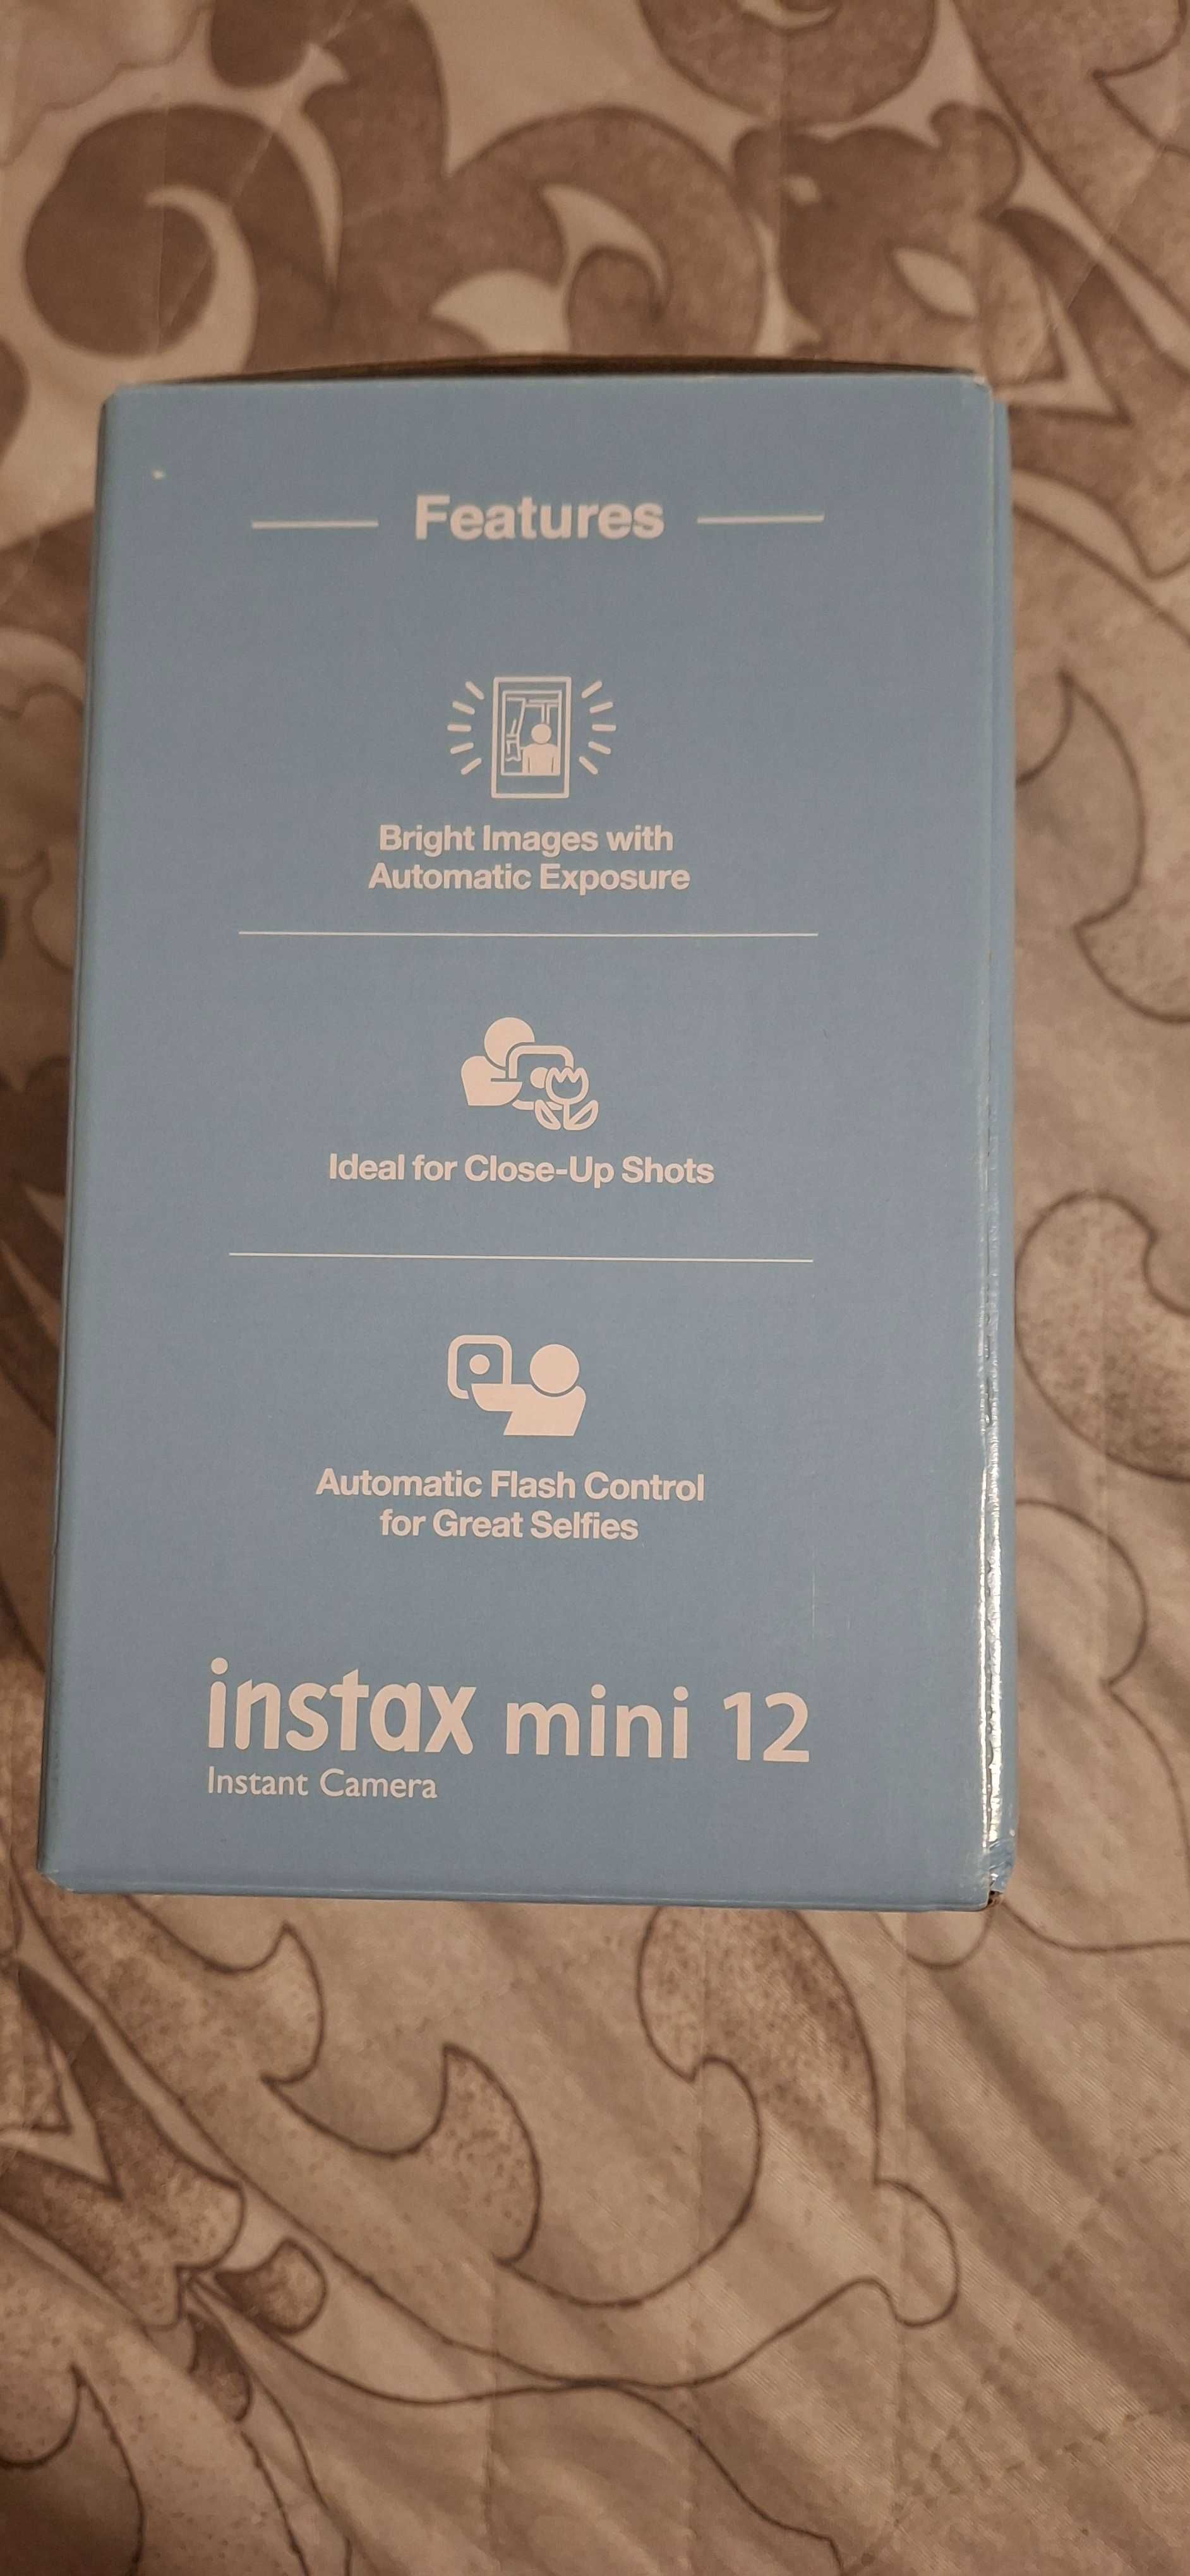 Features
Bright Images with
Automatic Exposure
Ideal for Close-Up Shots
Automatic Flash Control
for Great Selfies
instax mini 12
Instant Camera